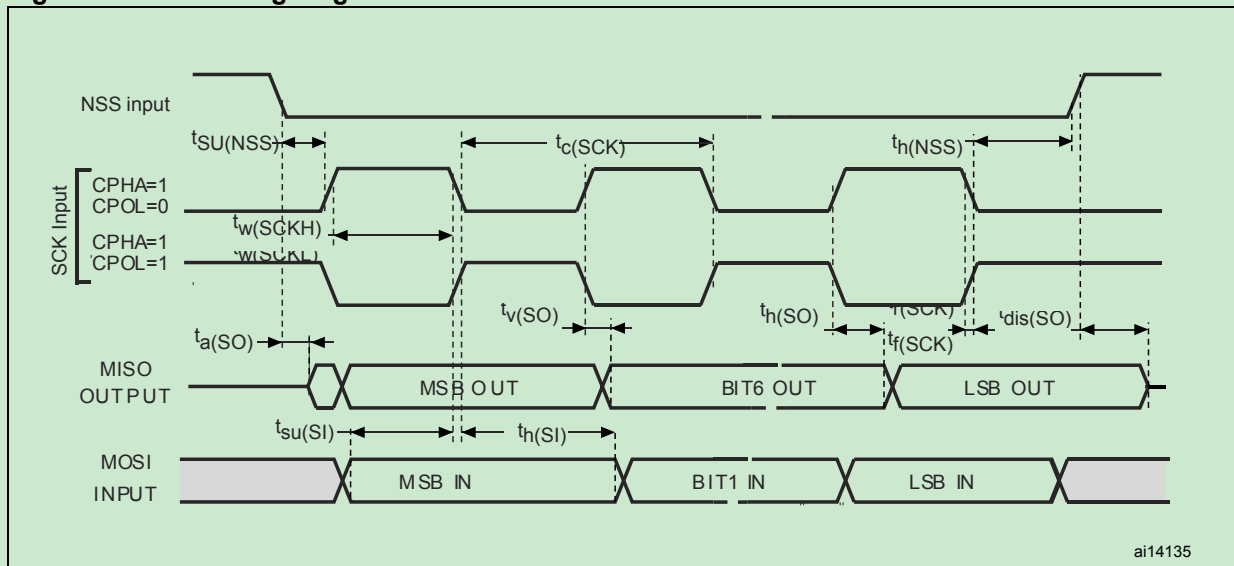 NSS input
tSU(NSS)
tc(SCK)
th(NSS)
SCK Input
CPHA=1
CPOL=0
tw(SCKH)
CPHA=1
CPOL=1
tv(SO)
th(SO)
tf(SCK)
ta(SO)
MISO
OUTPUT
MSB OUT
BIT6 OUT
LSB OUT
tsu(SI)
th(SI)
MOSI
INPUT
MSB IN
BIT1 IN
LSB IN
ai14135